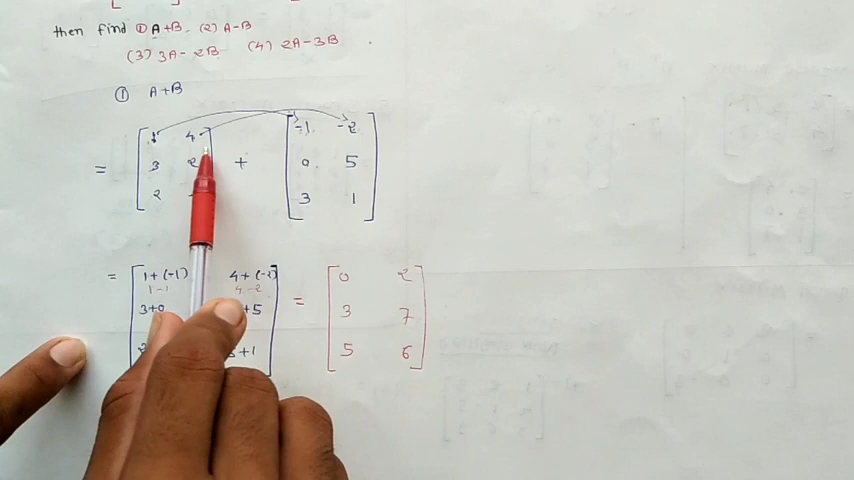 then find ① A+B (2) A-B
(3) 3A-2B (4) 2A-3B .
① A+B
= [ 1 4 ] + [ -1 -2 ]
3 2 0 5
2 3 1
= [ 1+(-1) 4+(-2) ] = [ 0 2 ]
1-1 4-2
3+0 +5 3 7
+1 5 6